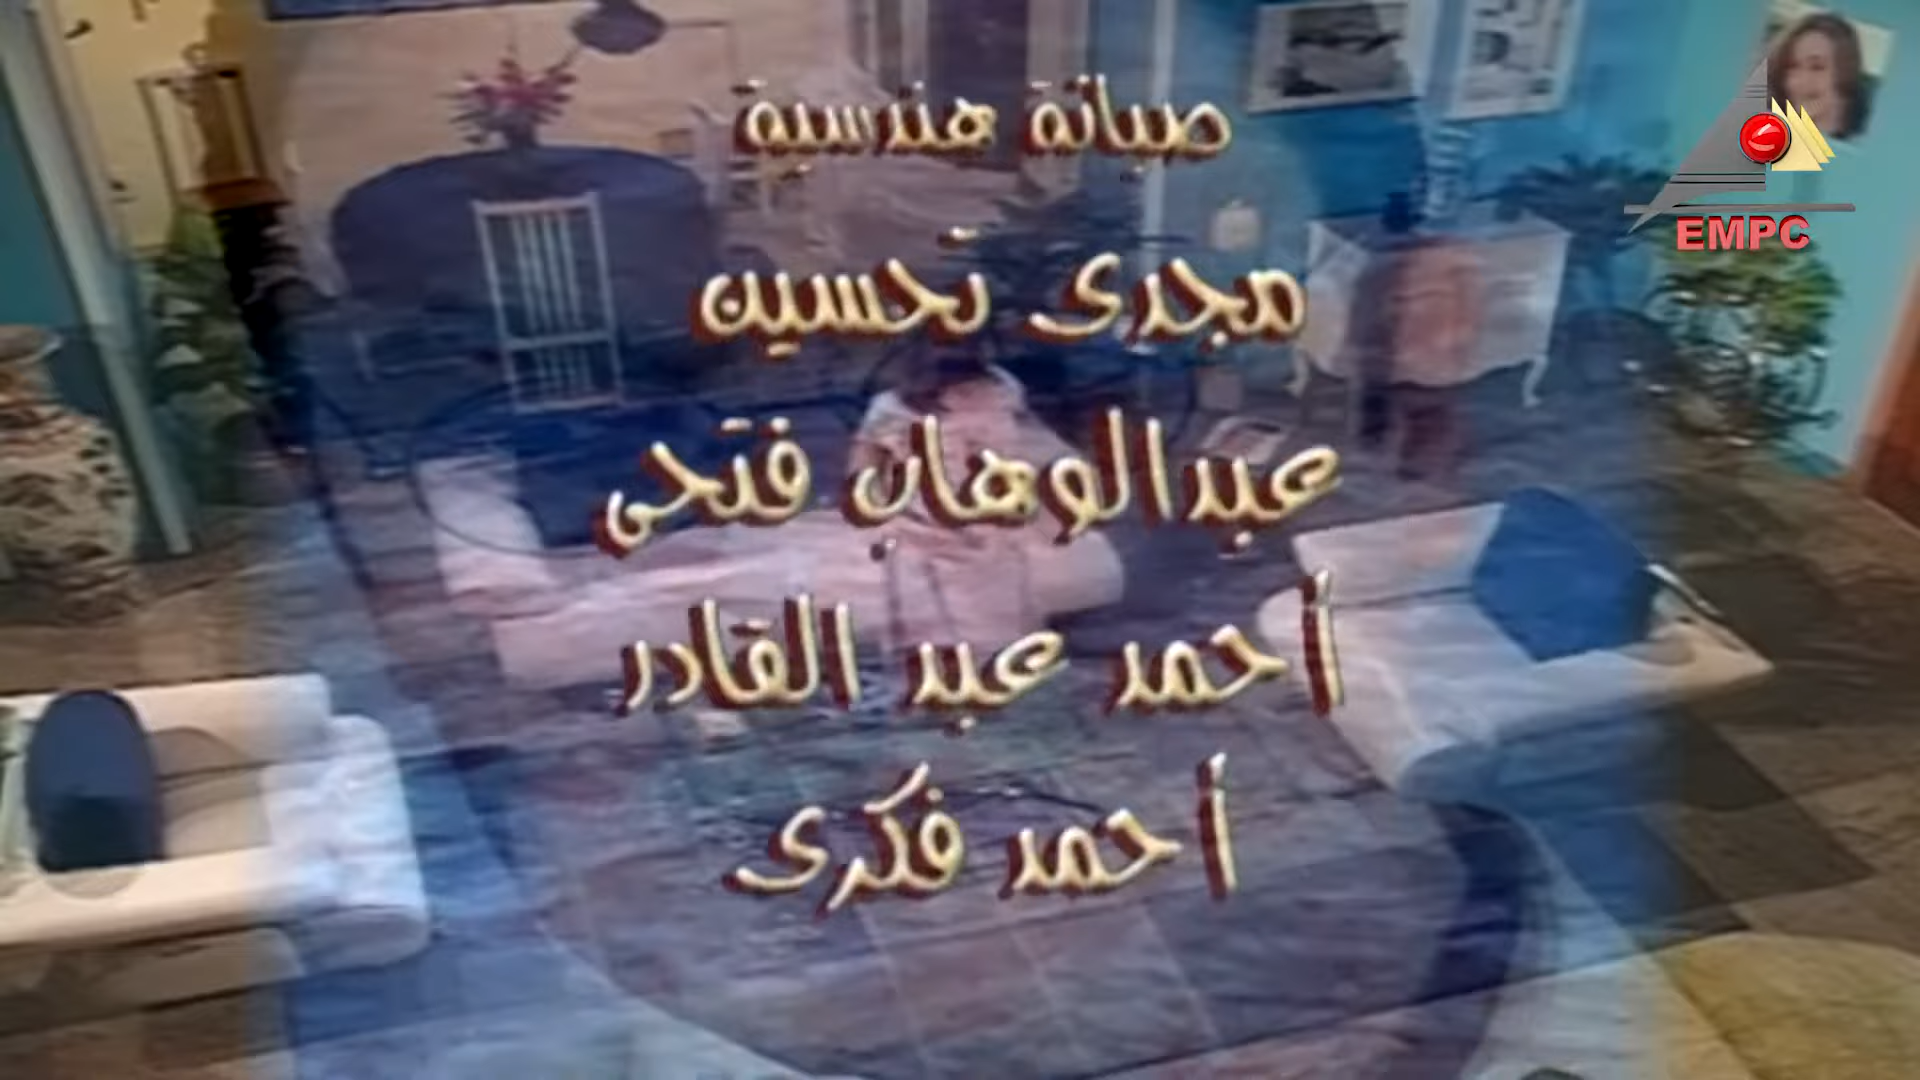 صيانة هندسية
EMPC
مجدى تحسين
عبدالوهاب فتحى
أحمد عبد القادر
أحمد فكرى